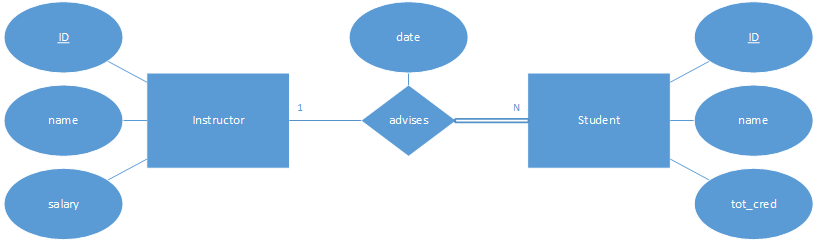 ID
date
ID
name
Instructor
1
advises
N
Student
name
salary
tot_cred